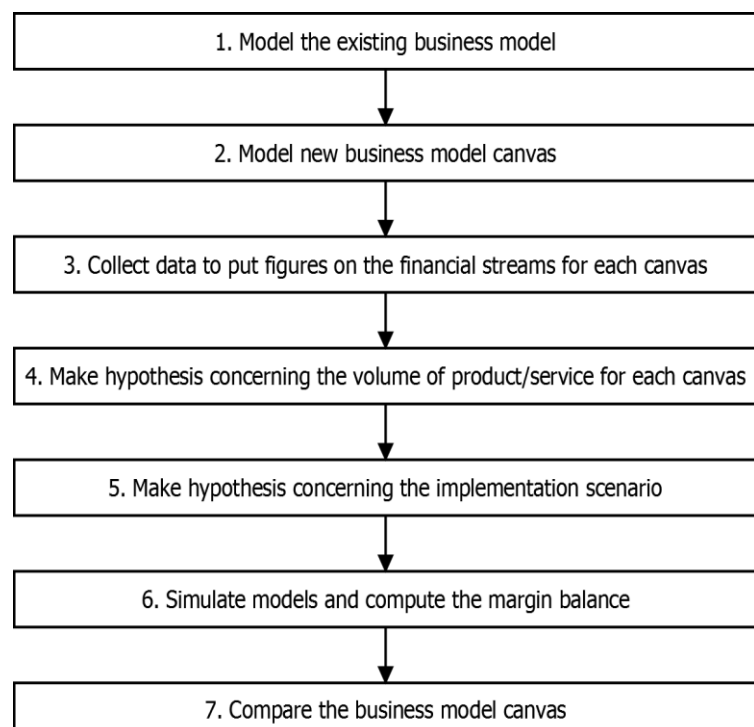 1. Model the existing business model
2. Model new business model canvas
3. Collect data to put figures on the financial streams for each canvas
4. Make hypothesis concerning the volume of product/service for each canvas
5. Make hypothesis concerning the implementation scenario
6. Simulate models and compute the margin balance
7. Compare the business model canvas